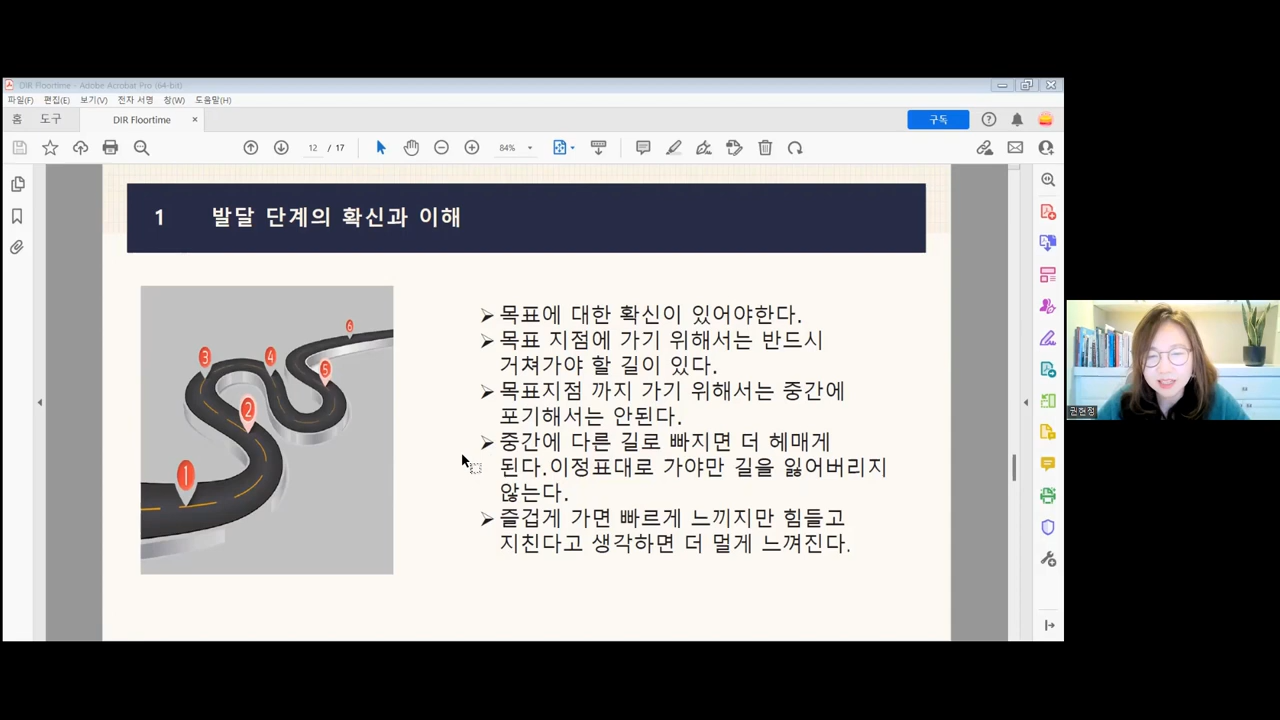 DIR Floortime - Adobe Acrobat Pro (64-bit)
파일(F) 편집(E) 보기(V) 전자 서명 창(W) 도움말(H)
홈 도구 DIR Floortime × 구독
12 / 17 84%
1 발달 단계의 확신과 이해
➢ 목표에 대한 확신이 있어야한다.
➢ 목표 지점에 가기 위해서는 반드시
거쳐가야 할 길이 있다.
➢ 목표지점 까지 가기 위해서는 중간에
포기해서는 안된다.
➢ 중간에 다른 길로 빠지면 더 헤매게
된다.이정표대로 가야만 길을 잃어버리지
않는다.
➢ 즐겁게 가면 빠르게 느끼지만 힘들고
지친다고 생각하면 더 멀게 느껴진다.
6
3
4
5
2
1
권현정